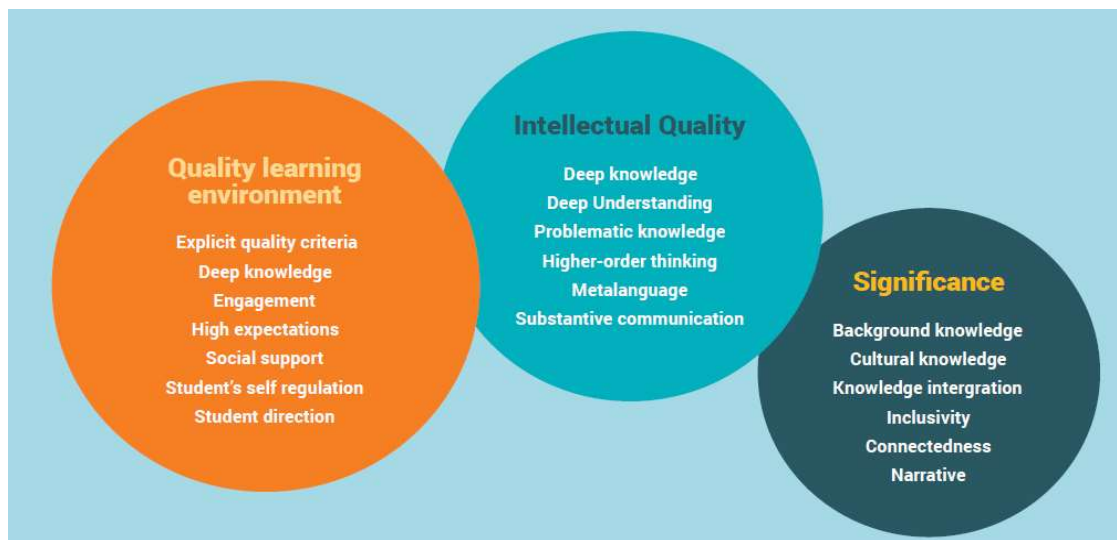 Quality learning
environment
Explicit quality criteria
Deep knowledge
Engagement
High expectations
Social support
Student's self regulation
Student direction
Intellectual Quality
Deep knowledge
Deep Understanding
Problematic knowledge
Higher-order thinking
Metalanguage
Substantive communication
Significance
Background knowledge
Cultural knowledge
Knowledge intergration
Inclusivity
Connectedness
Narrative